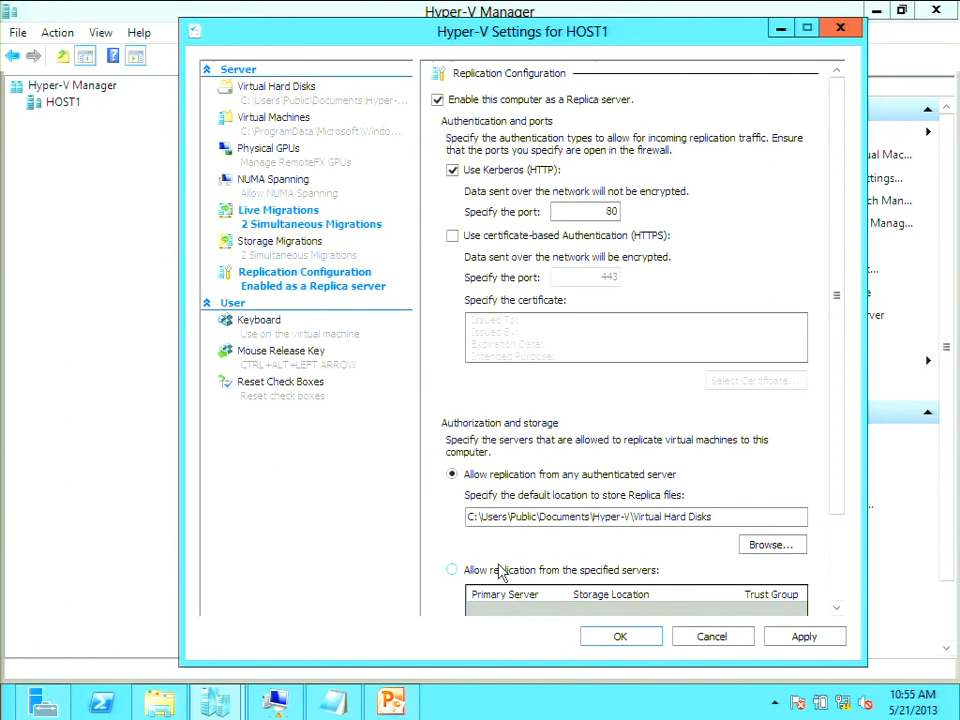 Hyper-V Manager
File Action View Help
Hyper-V Manager
HOST1
Hyper-V Settings for HOST1
Server
Virtual Hard Disks
C:\Users\Public\Documents\Hyper-...
Virtual Machines
C:\ProgramData\Microsoft\Windo...
Physical GPUs
Manage RemoteFX GPUs
NUMA Spanning
Allow NUMA Spanning
Live Migrations
2 Simultaneous Migrations
Storage Migrations
2 Simultaneous Migrations
Replication Configuration
Enabled as a Replica server
User
Keyboard
Use on the virtual machine
Mouse Release Key
CTRL+ALT+LEFT ARROW
Reset Check Boxes
Reset check boxes
Replication Configuration
Enable this computer as a Replica server.
Authentication and ports
Specify the authentication types to allow for incoming replication traffic. Ensure
that the ports you specify are open in the firewall.
Use Kerberos (HTTP):
Data sent over the network will not be encrypted.
Specify the port: 80
Use certificate-based Authentication (HTTPS):
Data sent over the network will be encrypted.
Specify the port: 443
Specify the certificate:
Issued To:
Issued By:
Expiration Date:
Intended Purpose:
Select Certificate...
Authorization and storage
Specify the servers that are allowed to replicate virtual machines to this
computer.
Allow replication from any authenticated server
Specify the default location to store Replica files:
C:\Users\Public\Documents\Hyper-V\Virtual Hard Disks
Browse...
Allow replication from the specified servers:
Primary Server Storage Location Trust Group
OK Cancel Apply
ual Mac...
ttings...
tch Man...
Manag...
rver
10:55 AM
5/21/2013